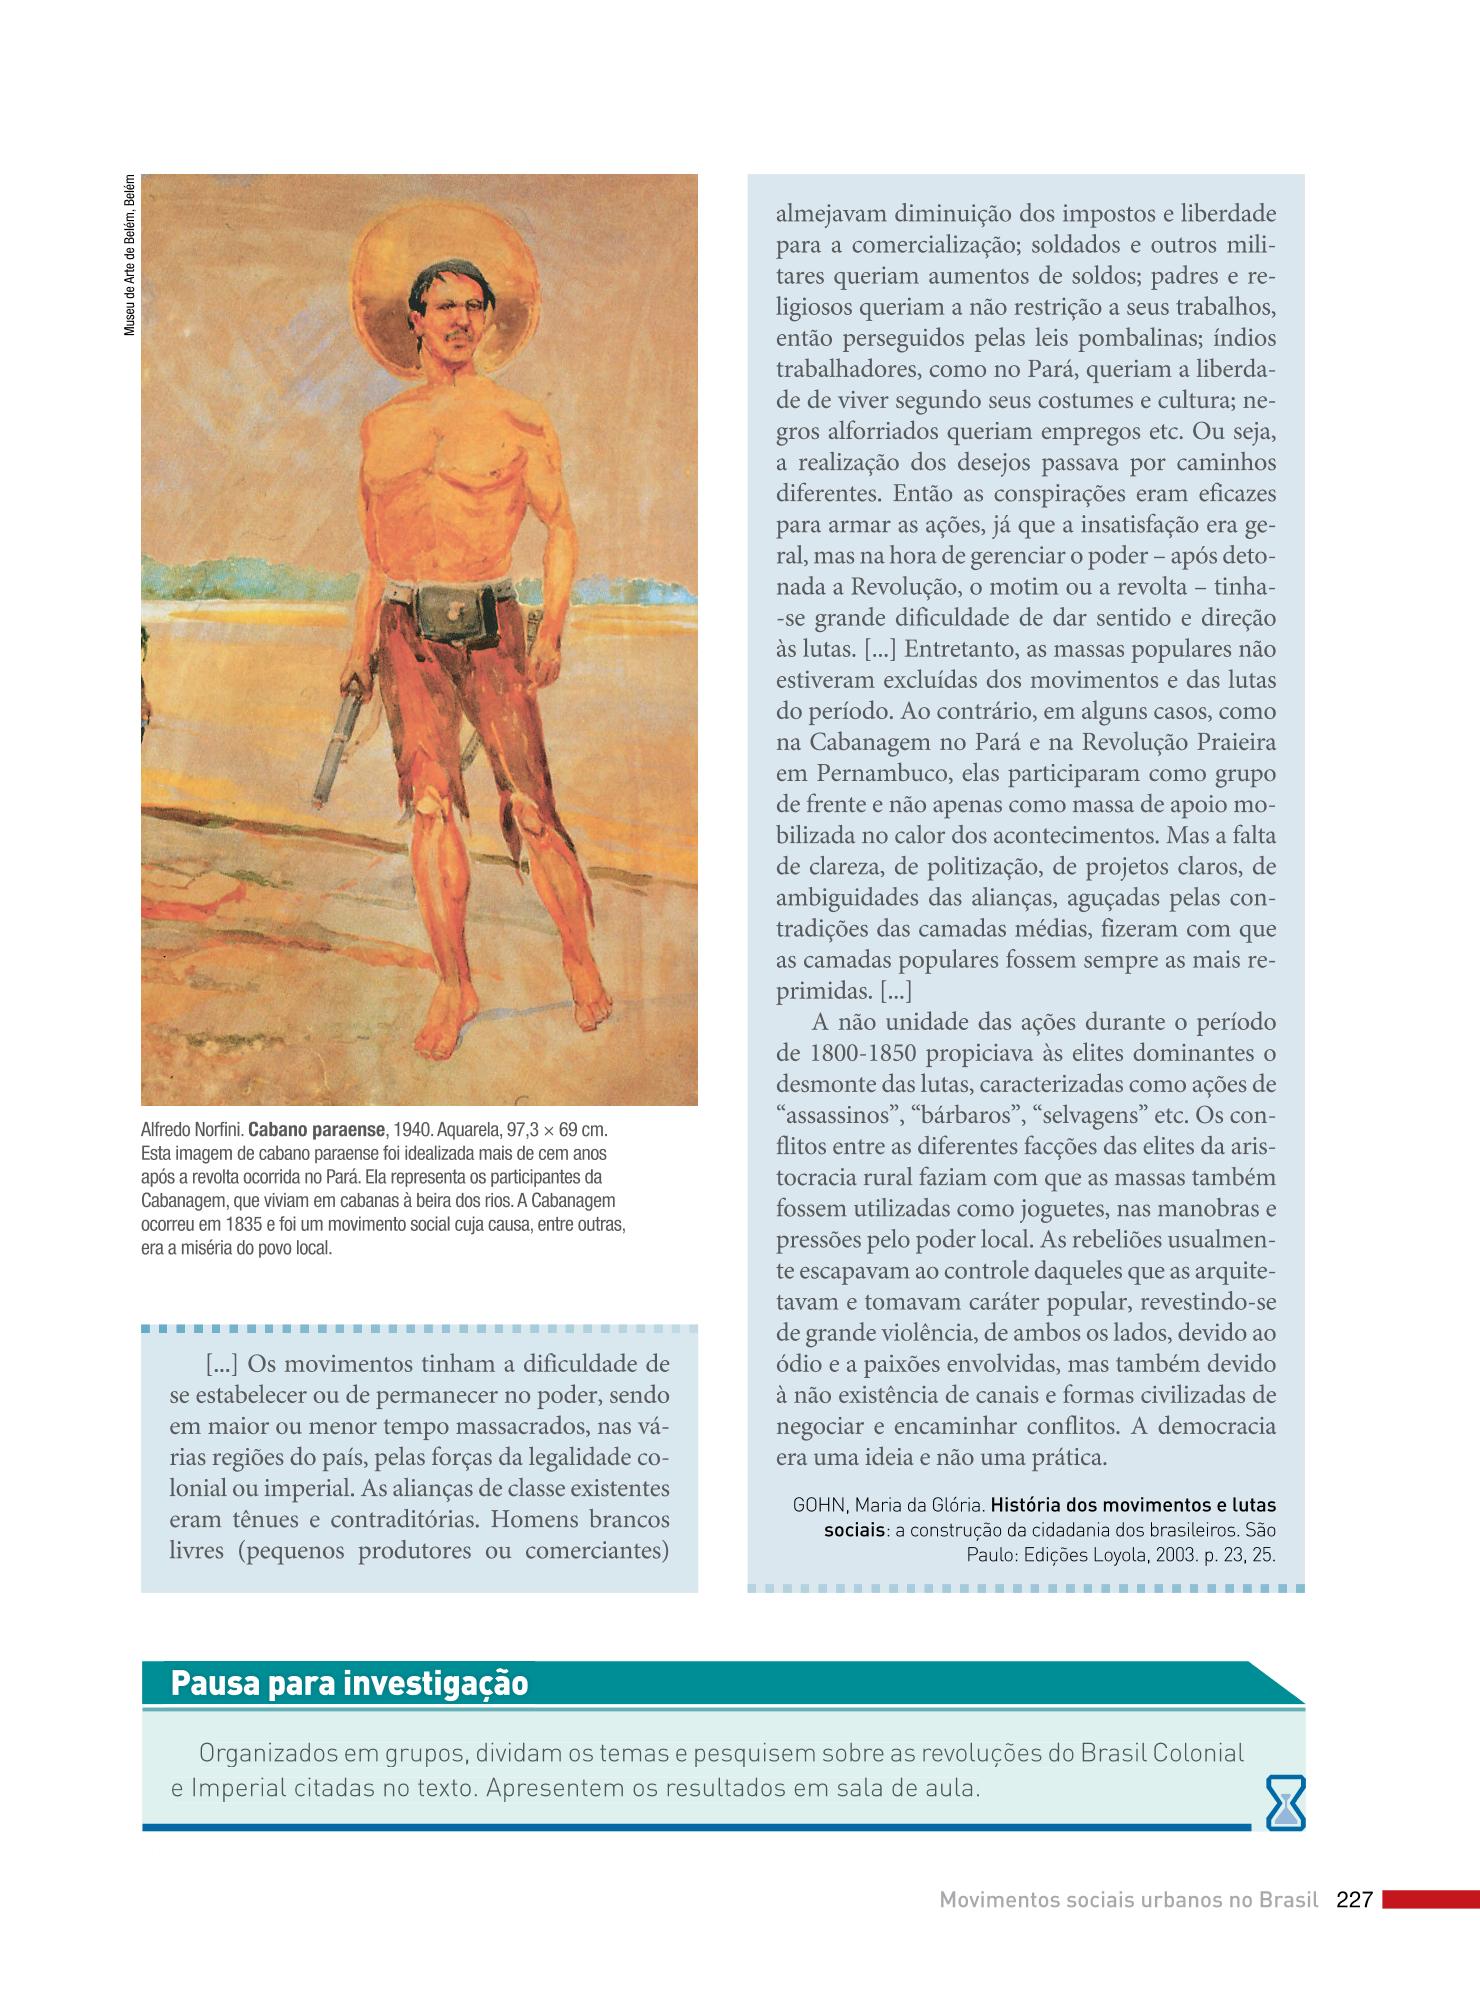 Museu de Arte de Belém, Belém
Alfredo Norfini. Cabano paraense, 1940. Aquarela, 97,3 × 69 cm.
Esta imagem de cabano paraense foi idealizada mais de cem anos
após a revolta ocorrida no Pará. Ela representa os participantes da
Cabanagem, que viviam em cabanas à beira dos rios. A Cabanagem
ocorreu em 1835 e foi um movimento social cuja causa, entre outras,
era a miséria do povo local.
[...] Os movimentos tinham a dificuldade de
se estabelecer ou de permanecer no poder, sendo
em maior ou menor tempo massacrados, nas vá-
rias regiões do país, pelas forças da legalidade co-
lonial ou imperial. As alianças de classe existentes
eram tênues e contraditórias. Homens brancos
livres (pequenos produtores ou comerciantes)
almejavam diminuição dos impostos e liberdade
para a comercialização; soldados e outros mili-
tares queriam aumentos de soldos; padres e re-
ligiosos queriam a não restrição a seus trabalhos,
então perseguidos pelas leis pombalinas; índios
trabalhadores, como no Pará, queriam a liberda-
de de viver segundo seus costumes e cultura; ne-
gros alforriados queriam empregos etc. Ou seja,
a realização dos desejos passava por caminhos
diferentes. Então as conspirações eram eficazes
para armar as ações, já que a insatisfação era ge-
ral, mas na hora de gerenciar o poder – após deto-
nada a Revolução, o motim ou a revolta – tinha-
-se grande dificuldade de dar sentido e direção
às lutas. [...] Entretanto, as massas populares não
estiveram excluídas dos movimentos e das lutas
do período. Ao contrário, em alguns casos, como
na Cabanagem no Pará e na Revolução Praieira
em Pernambuco, elas participaram como grupo
de frente e não apenas como massa de apoio mo-
bilizada no calor dos acontecimentos. Mas a falta
de clareza, de politização, de projetos claros, de
ambiguidades das alianças, aguçadas pelas con-
tradições das camadas médias, fizeram com que
as camadas populares fossem sempre as mais re-
primidas. [...]
A não unidade das ações durante o período
de 1800-1850 propiciava às elites dominantes o
desmonte das lutas, caracterizadas como ações de
“assassinos”, “bárbaros”, “selvagens” etc. Os con-
flitos entre as diferentes facções das elites da aris-
tocracia rural faziam com que as massas também
fossem utilizadas como joguetes, nas manobras e
pressões pelo poder local. As rebeliões usualmen-
te escapavam ao controle daqueles que as arquite-
tavam e tomavam caráter popular, revestindo-se
de grande violência, de ambos os lados, devido ao
ódio e a paixões envolvidas, mas também devido
à não existência de canais e formas civilizadas de
negociar e encaminhar conflitos. A democracia
era uma ideia e não uma prática.
GOHN, Maria da Glória. História dos movimentos e lutas
sociais: a construção da cidadania dos brasileiros. São
Paulo: Edições Loyola, 2003. p. 23, 25.
Pausa para investigação
Organizados em grupos, dividam os temas e pesquisem sobre as revoluções do Brasil Colonial
e Imperial citadas no texto. Apresentem os resultados em sala de aula.
Movimentos sociais urbanos no Brasil 227